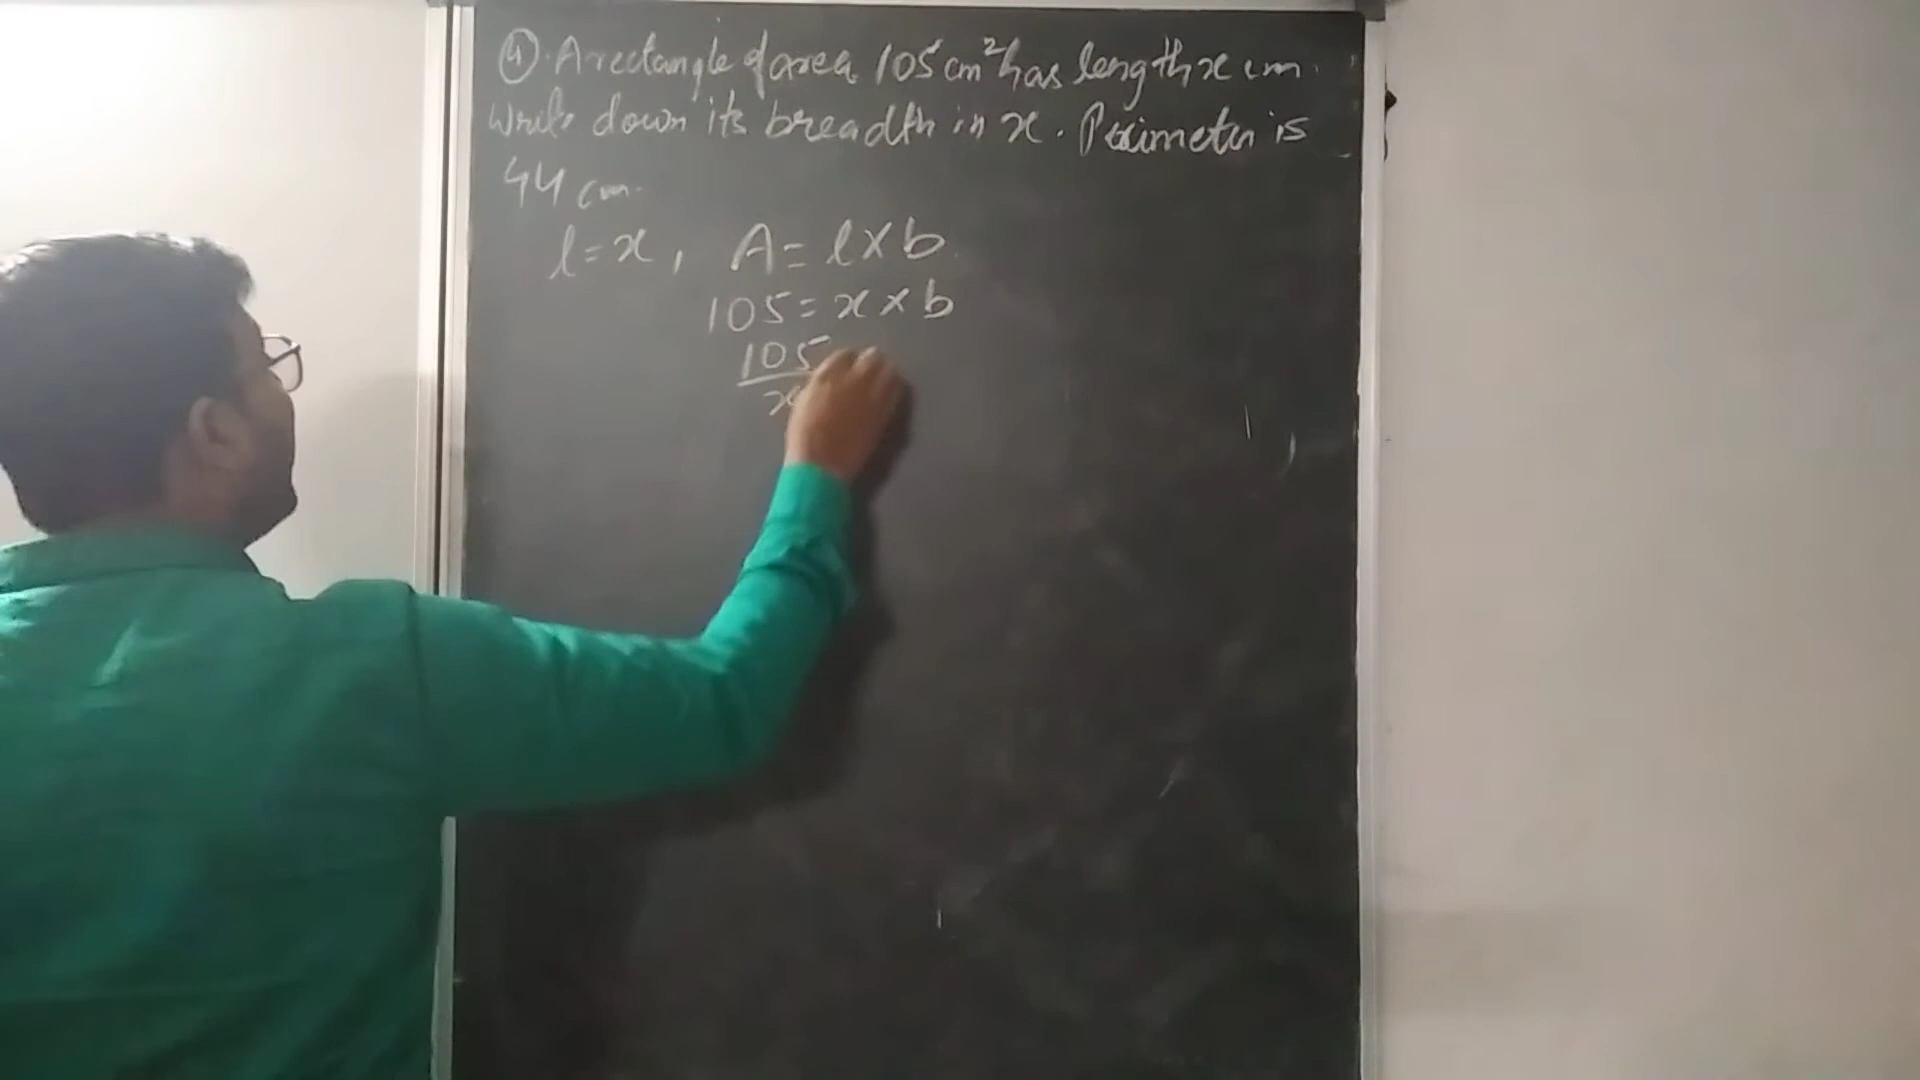 ④. A rectangle of area 105 cm² has length x cm.
Write down its breadth in x. Perimeter is
44 cm.
l = x, A = l × b.
105 = x × b
105
x